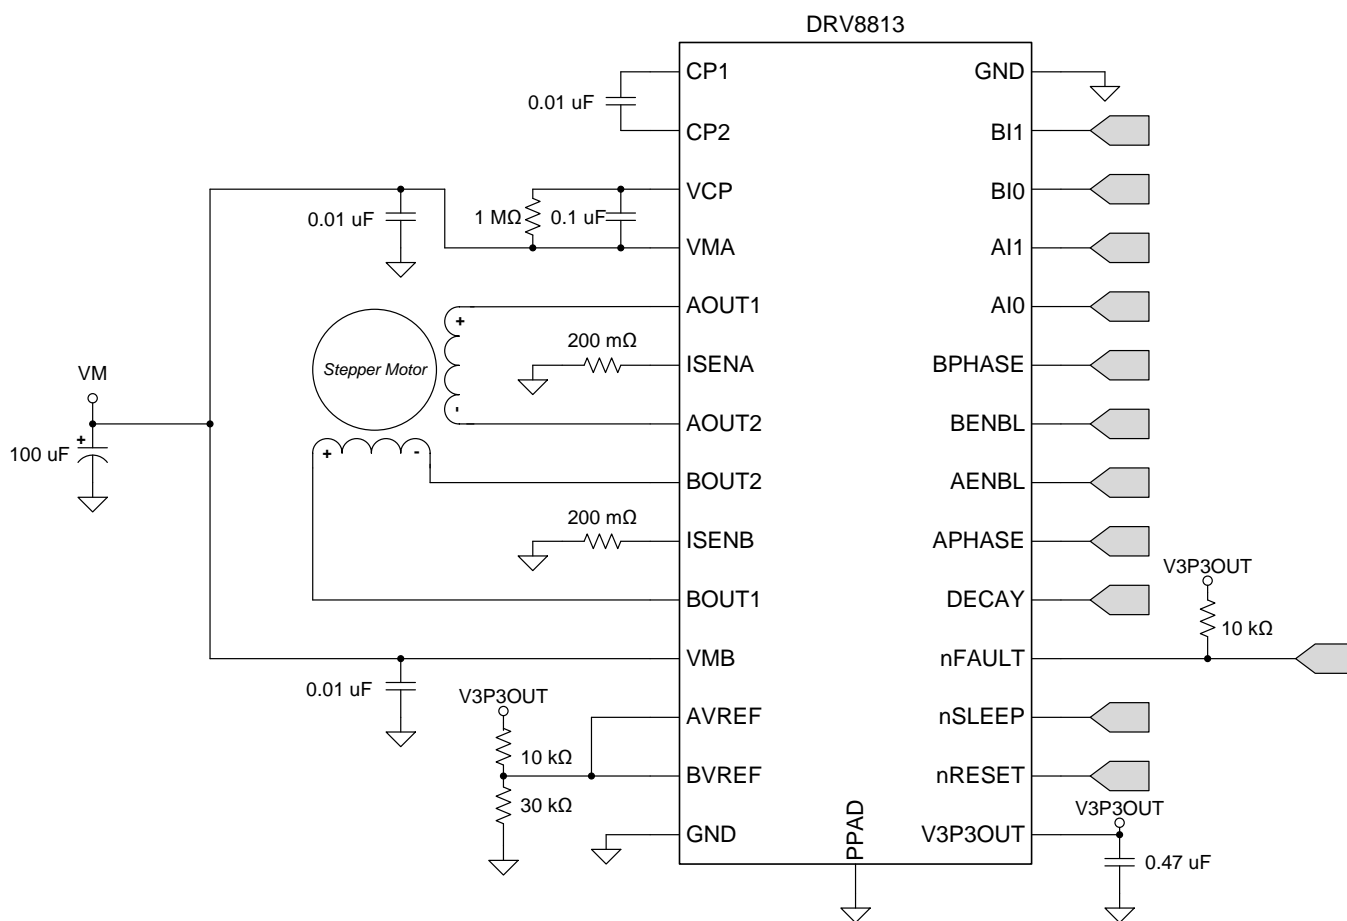 DRV8813
CP1
GND
0.01 uF
CP2
BI1
VCP
BI0
0.01 uF
1 MΩ
0.1 uF
VMA
AI1
AOUT1
AI0
+
200 mΩ
Stepper Motor
ISENA
BPHASE
VM
-
AOUT2
BENBL
+
100 uF
+
-
BOUT2
AENBL
200 mΩ
ISENB
APHASE
V3P3OUT
BOUT1
DECAY
10 kΩ
VMB
nFAULT
0.01 uF
V3P3OUT
AVREF
nSLEEP
10 kΩ
BVREF
nRESET
30 kΩ
V3P3OUT
GND
PPAD
V3P3OUT
0.47 uF